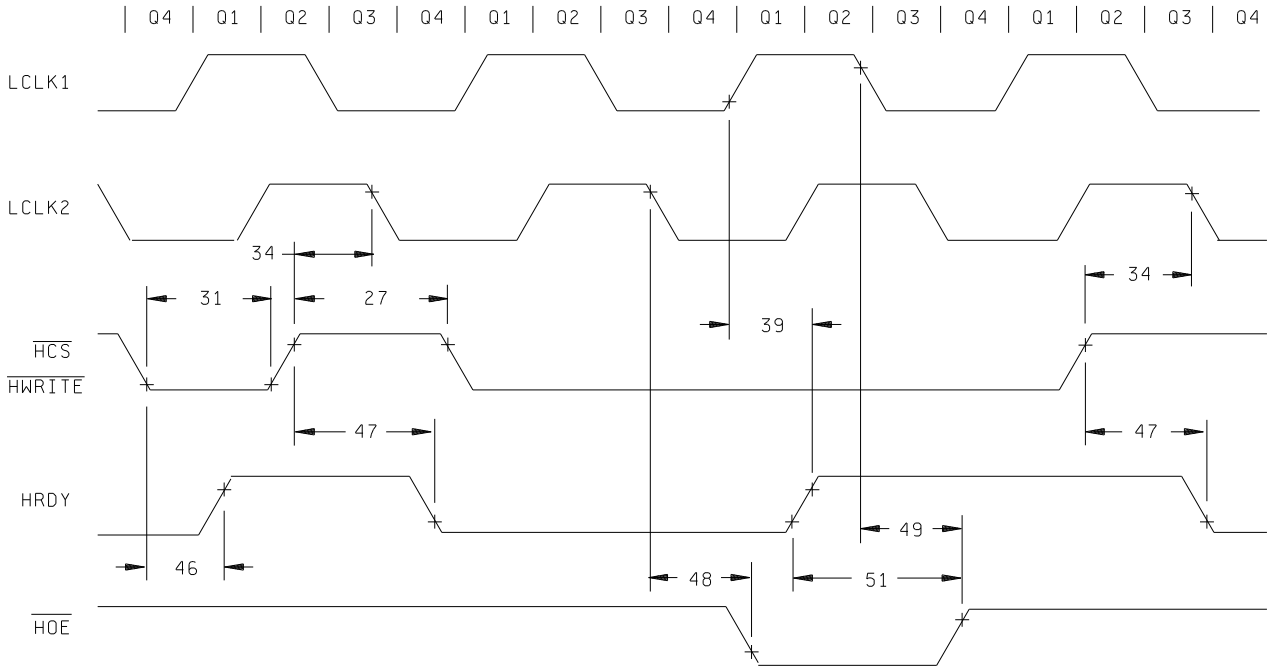 Q4 Q1 Q2 Q3 Q4 Q1 Q2 Q3 Q4 Q1 Q2 Q3 Q4 Q1 Q2 Q3 Q4
LCLK1
LCLK2
34
34
31
27
39
HCS
HWRITE
47
47
HRDY
49
46
48
51
HOE